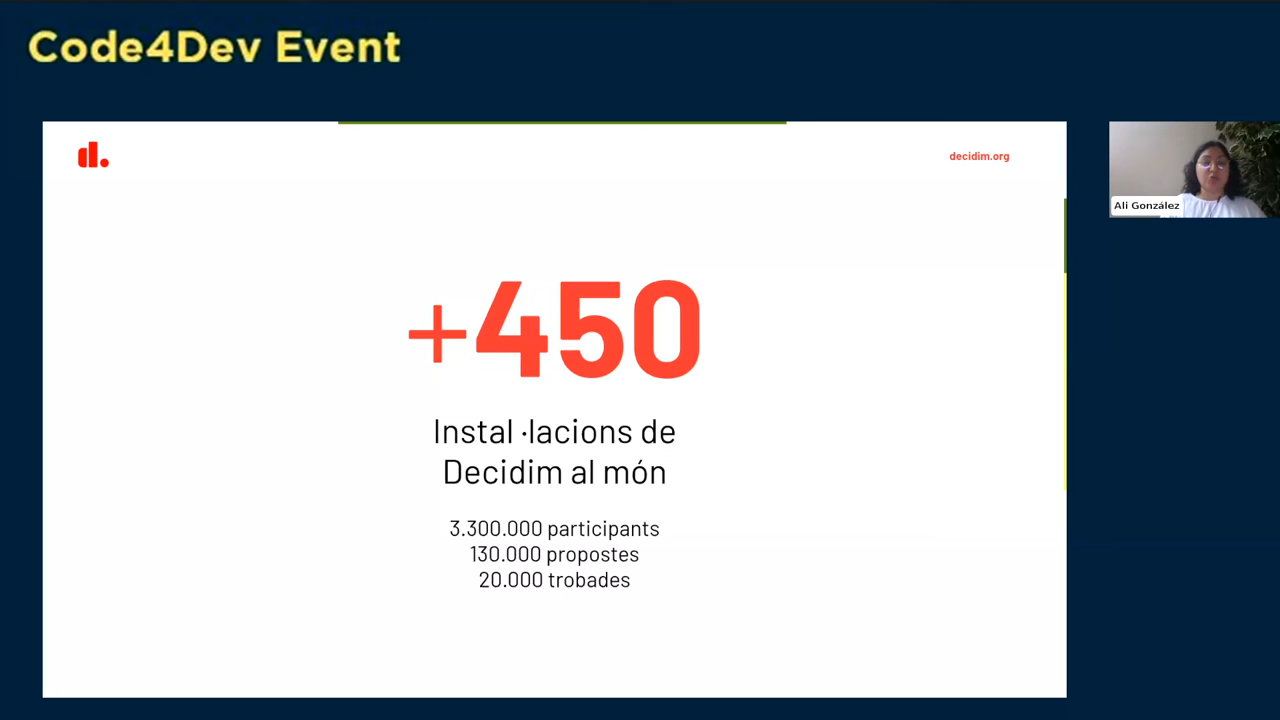 Code4Dev Event
d.
decidim.org
+450
Instal ·lacions de
Decidim al món
3.300.000 participants
130.000 propostes
20.000 trobades
Ali González